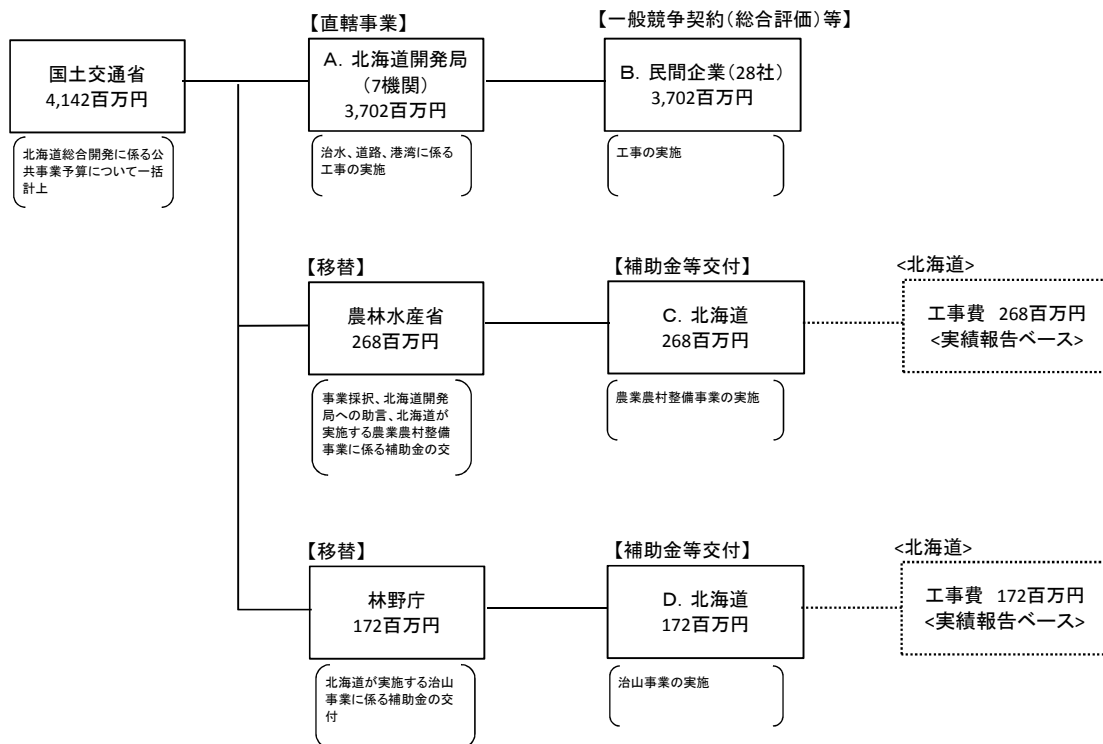 【直轄事業】
【一般競争契約(総合評価)等】
国土交通省
4,142百万円
A. 北海道開発局
(7機関)
3,702百万円
B. 民間企業(28社)
3,702百万円
北海道総合開発に係る公
共事業予算について一括
計上
治水、道路、港湾に係る
工事の実施
工事の実施
【移替】
【補助金等交付】
<北海道>
農林水産省
268百万円
C. 北海道
268百万円
工事費 268百万円
<実績報告ベース>
事業採択、北海道開発
局への助言、北海道が
実施する農業農村整備
事業に係る補助金の交
農業農村整備事業の実施
【移替】
【補助金等交付】
<北海道>
林野庁
172百万円
D. 北海道
172百万円
工事費 172百万円
<実績報告ベース>
北海道が実施する治山
事業に係る補助金の交
付
治山事業の実施